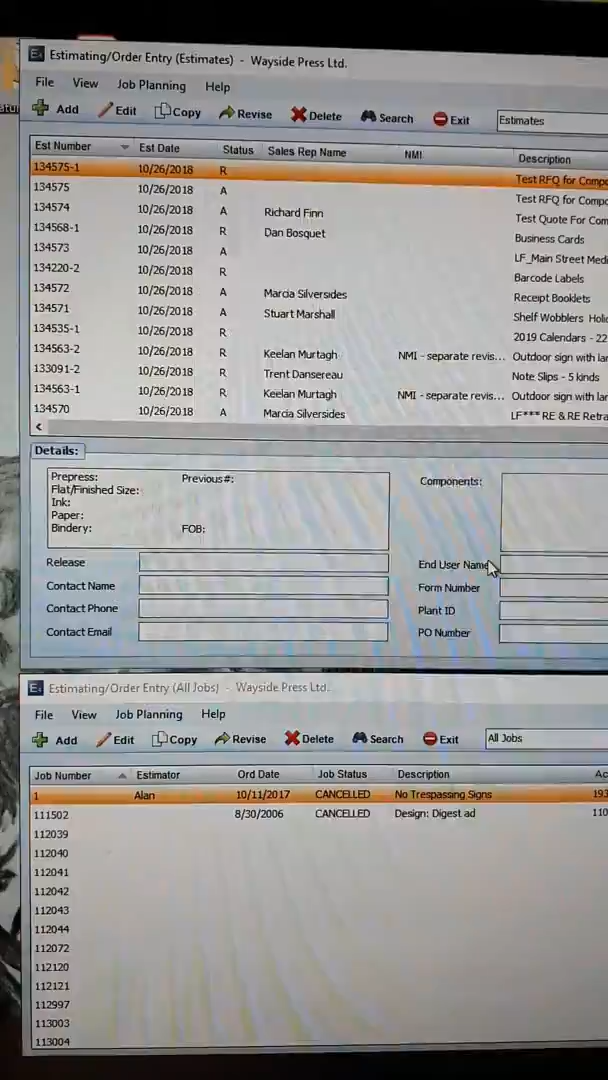 Estimating/Order Entry (Estimates) - Wayside Press Ltd.
File View Job Planning Help
Add Edit Copy Revise Delete Search Exit Estimates
Est Number Est Date Status Sales Rep Name NMI Description
134575-1 10/26/2018 R Test RFQ for Compo
134575 10/26/2018 A Test RFQ for Compo
134574 10/26/2018 A Richard Finn Test Quote For Com
134568-1 10/26/2018 R Dan Bosquet Business Cards
134573 10/26/2018 A LF_Main Street Medi
134220-2 10/26/2018 R Barcode Labels
134572 10/26/2018 A Marcia Silversides Receipt Booklets
134571 10/26/2018 A Stuart Marshall Shelf Wobblers Holic
134535-1 10/26/2018 R 2019 Calendars - 22
134563-2 10/26/2018 R Keelan Murtagh NMI - separate revis... Outdoor sign with lar
133091-2 10/26/2018 R Trent Dansereau Note Slips - 5 kinds
134563-1 10/26/2018 R Keelan Murtagh NMI - separate revis... Outdoor sign with lar
134570 10/26/2018 A Marcia Silversides LF*** RE & RE Retra
Details:
Prepress: Previous#: Components:
Flat/Finished Size:
Ink:
Paper:
Bindery: FOB:
Release End User Name
Contact Name Form Number
Contact Phone Plant ID
Contact Email PO Number
Estimating/Order Entry (All Jobs) - Wayside Press Ltd.
File View Job Planning Help
Add Edit Copy Revise Delete Search Exit All Jobs
Job Number Estimator Ord Date Job Status Description Ac
1 Alan 10/11/2017 CANCELLED No Trespassing Signs 193
111502 8/30/2006 CANCELLED Design: Digest ad 110
112039
112040
112041
112042
112043
112044
112072
112120
112121
112997
113003
113004